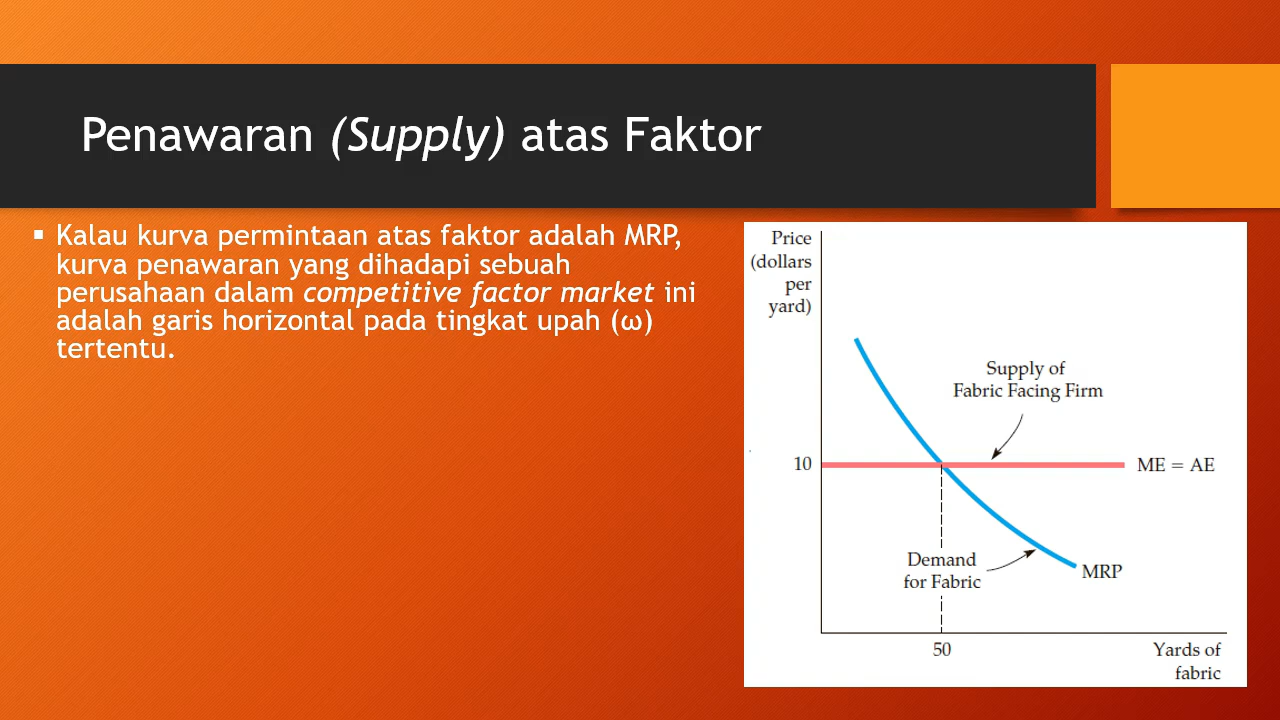 Penawaran (Supply) atas Faktor
▪ Kalau kurva permintaan atas faktor adalah MRP,
kurva penawaran yang dihadapi sebuah
perusahaan dalam competitive factor market ini
adalah garis horizontal pada tingkat upah (ω)
tertentu.
Price
(dollars
per
yard)
Supply of
Fabric Facing Firm
10
ME = AE
Demand
for Fabric
MRP
50
Yards of
fabric